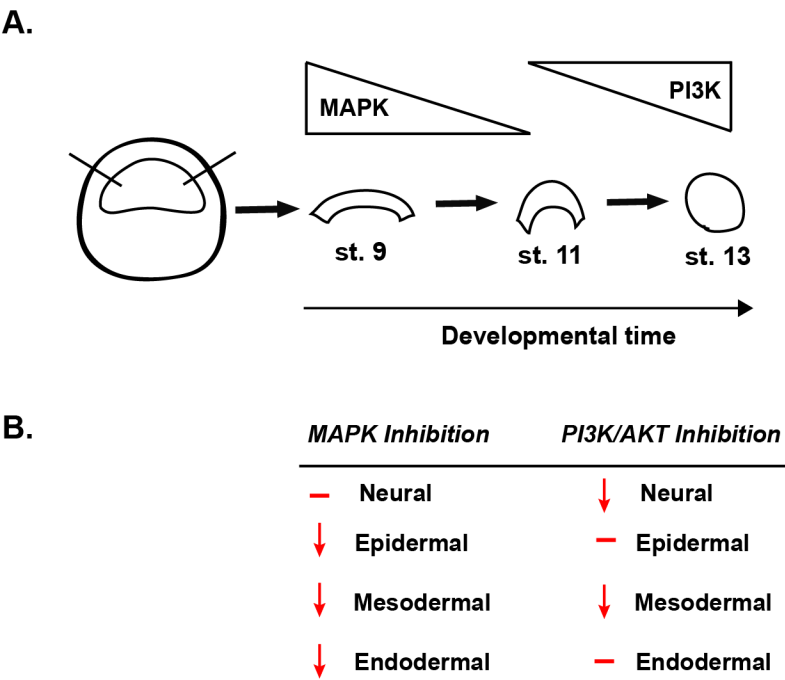 A.
MAPK
PI3K
st. 9
st. 11
st. 13
Developmental time
B.
MAPK Inhibition
PI3K/AKT Inhibition
Neural
Neural
Epidermal
Epidermal
Mesodermal
Mesodermal
Endodermal
Endodermal